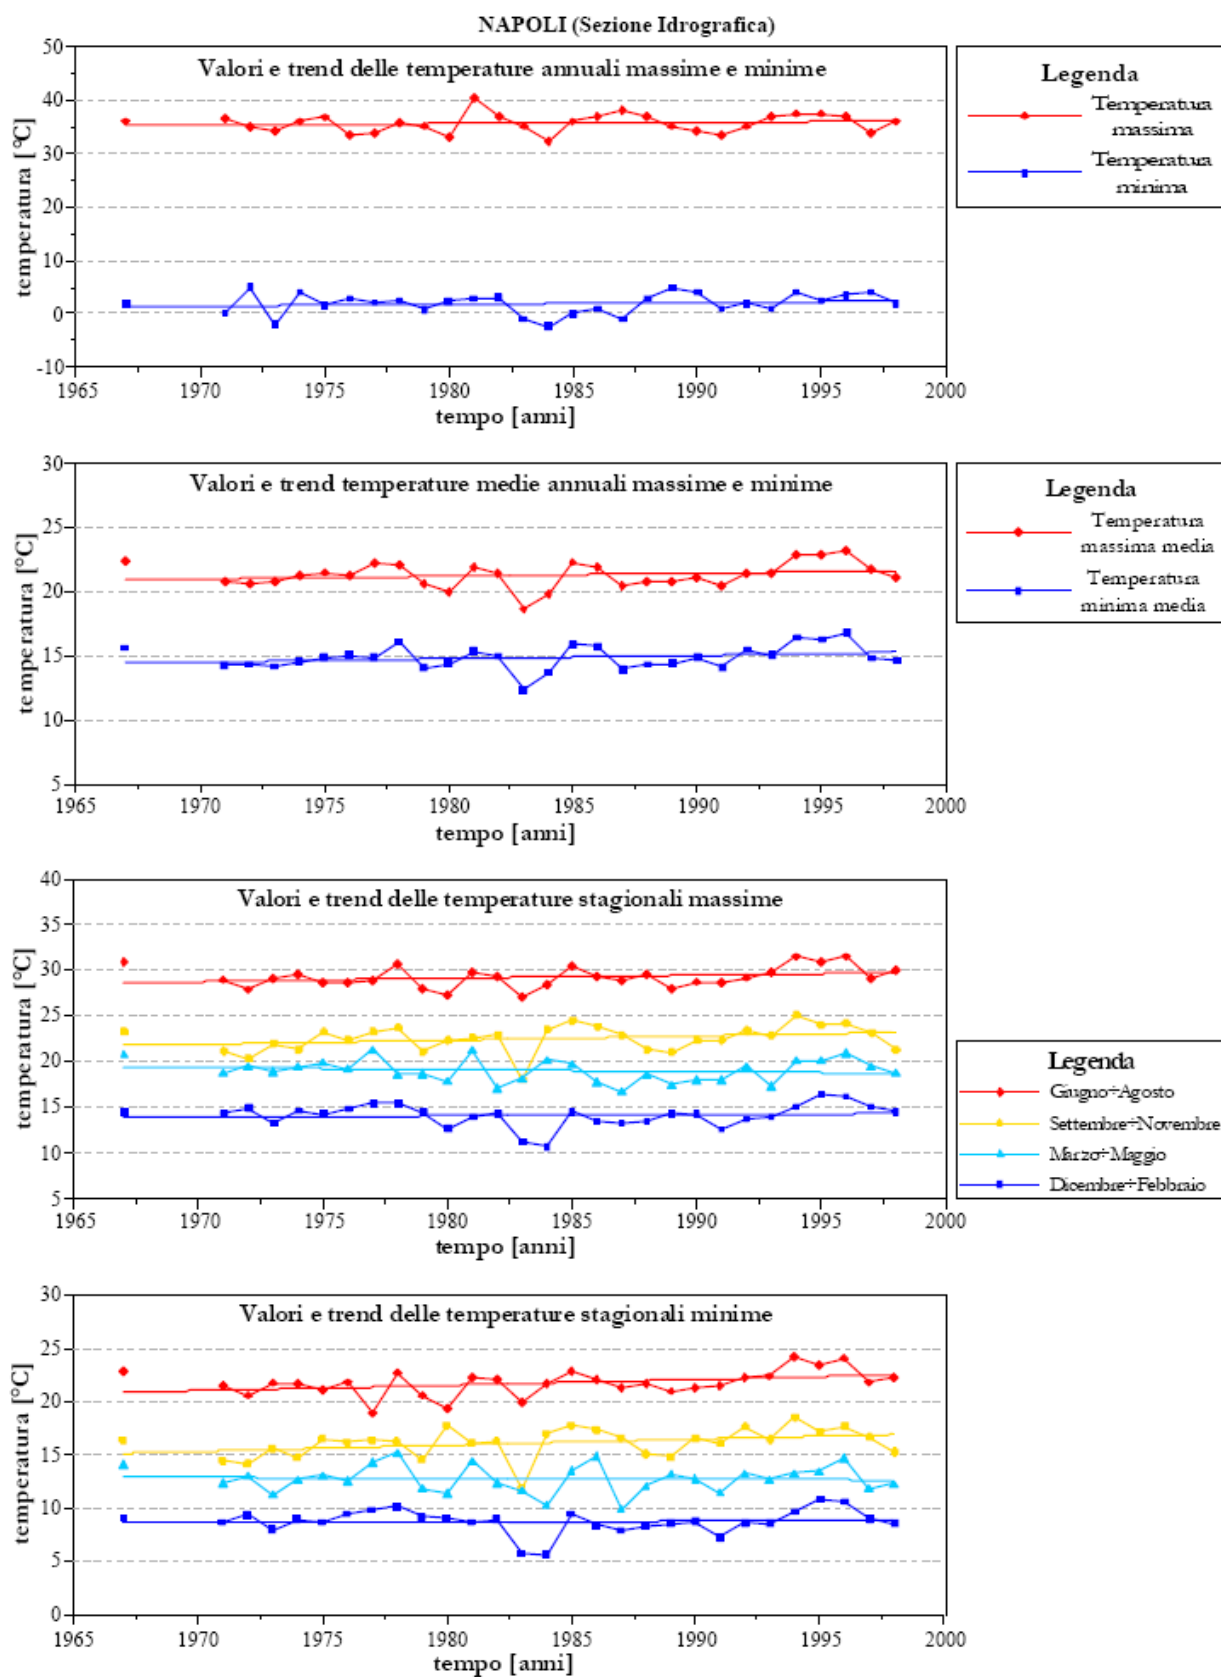 NAPOLI (Sezione Idrografica)
Valori e trend delle temperature annuali massime e minime
temperatura [°C]
50
40
30
20
10
0
-10
1965 1970 1975 1980 1985 1990 1995 2000
tempo [anni]
Legenda
Temperatura
massima
Temperatura
minima
Valori e trend temperature medie annuali massime e minime
temperatura [°C]
30
25
20
15
10
5
1965 1970 1975 1980 1985 1990 1995 2000
tempo [anni]
Legenda
Temperatura
massima media
Temperatura
minima media
Valori e trend delle temperature stagionali massime
temperatura [°C]
40
35
30
25
20
15
10
5
1965 1970 1975 1980 1985 1990 1995 2000
tempo [anni]
Legenda
Giugno÷Agosto
Settembre÷Novembre
Marzo÷Maggio
Dicembre÷Febbraio
Valori e trend delle temperature stagionali minime
temperatura [°C]
30
25
20
15
10
5
0
1965 1970 1975 1980 1985 1990 1995 2000
tempo [anni]